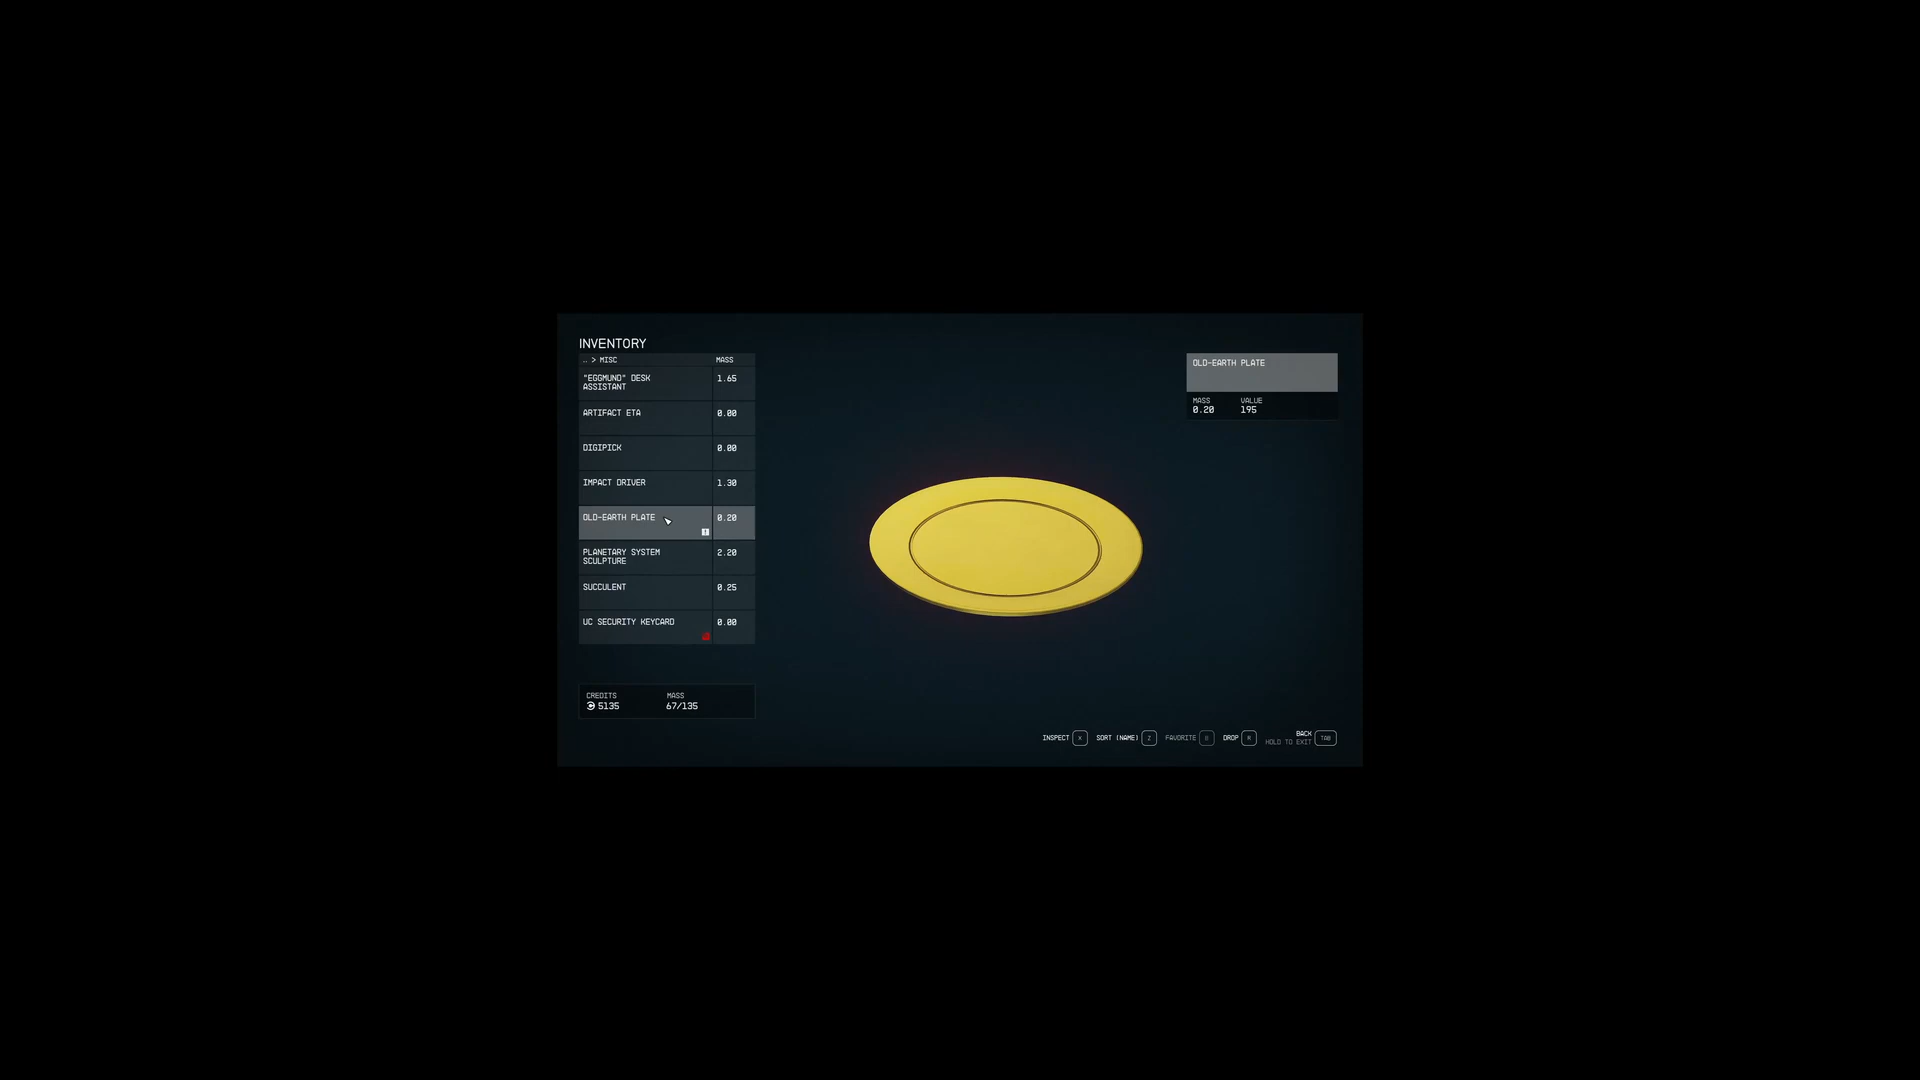 INVENTORY
.. > MISC MASS
"EGGMUND" DESK
ASSISTANT 1.65
ARTIFACT ETA 0.00
DIGIPICK 0.00
IMPACT DRIVER 1.30
OLD-EARTH PLATE 0.20
PLANETARY SYSTEM
SCULPTURE 2.20
SUCCULENT 0.25
UC SECURITY KEYCARD 0.00
CREDITS MASS
5135 67/135
OLD-EARTH PLATE
MASS VALUE
0.20 195
INSPECT X SORT (NAME) Z FAVORITE B DROP R BACK
HOLD TO EXIT TAB